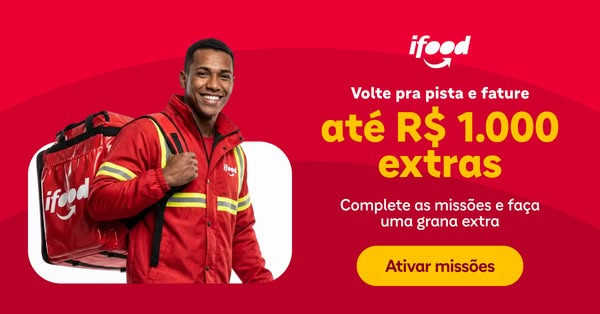 ifood
Volte pra pista e fature
até R$ 1.000
extras
Complete as missões e faça
uma grana extra
Ativar missões
ifood
ifood